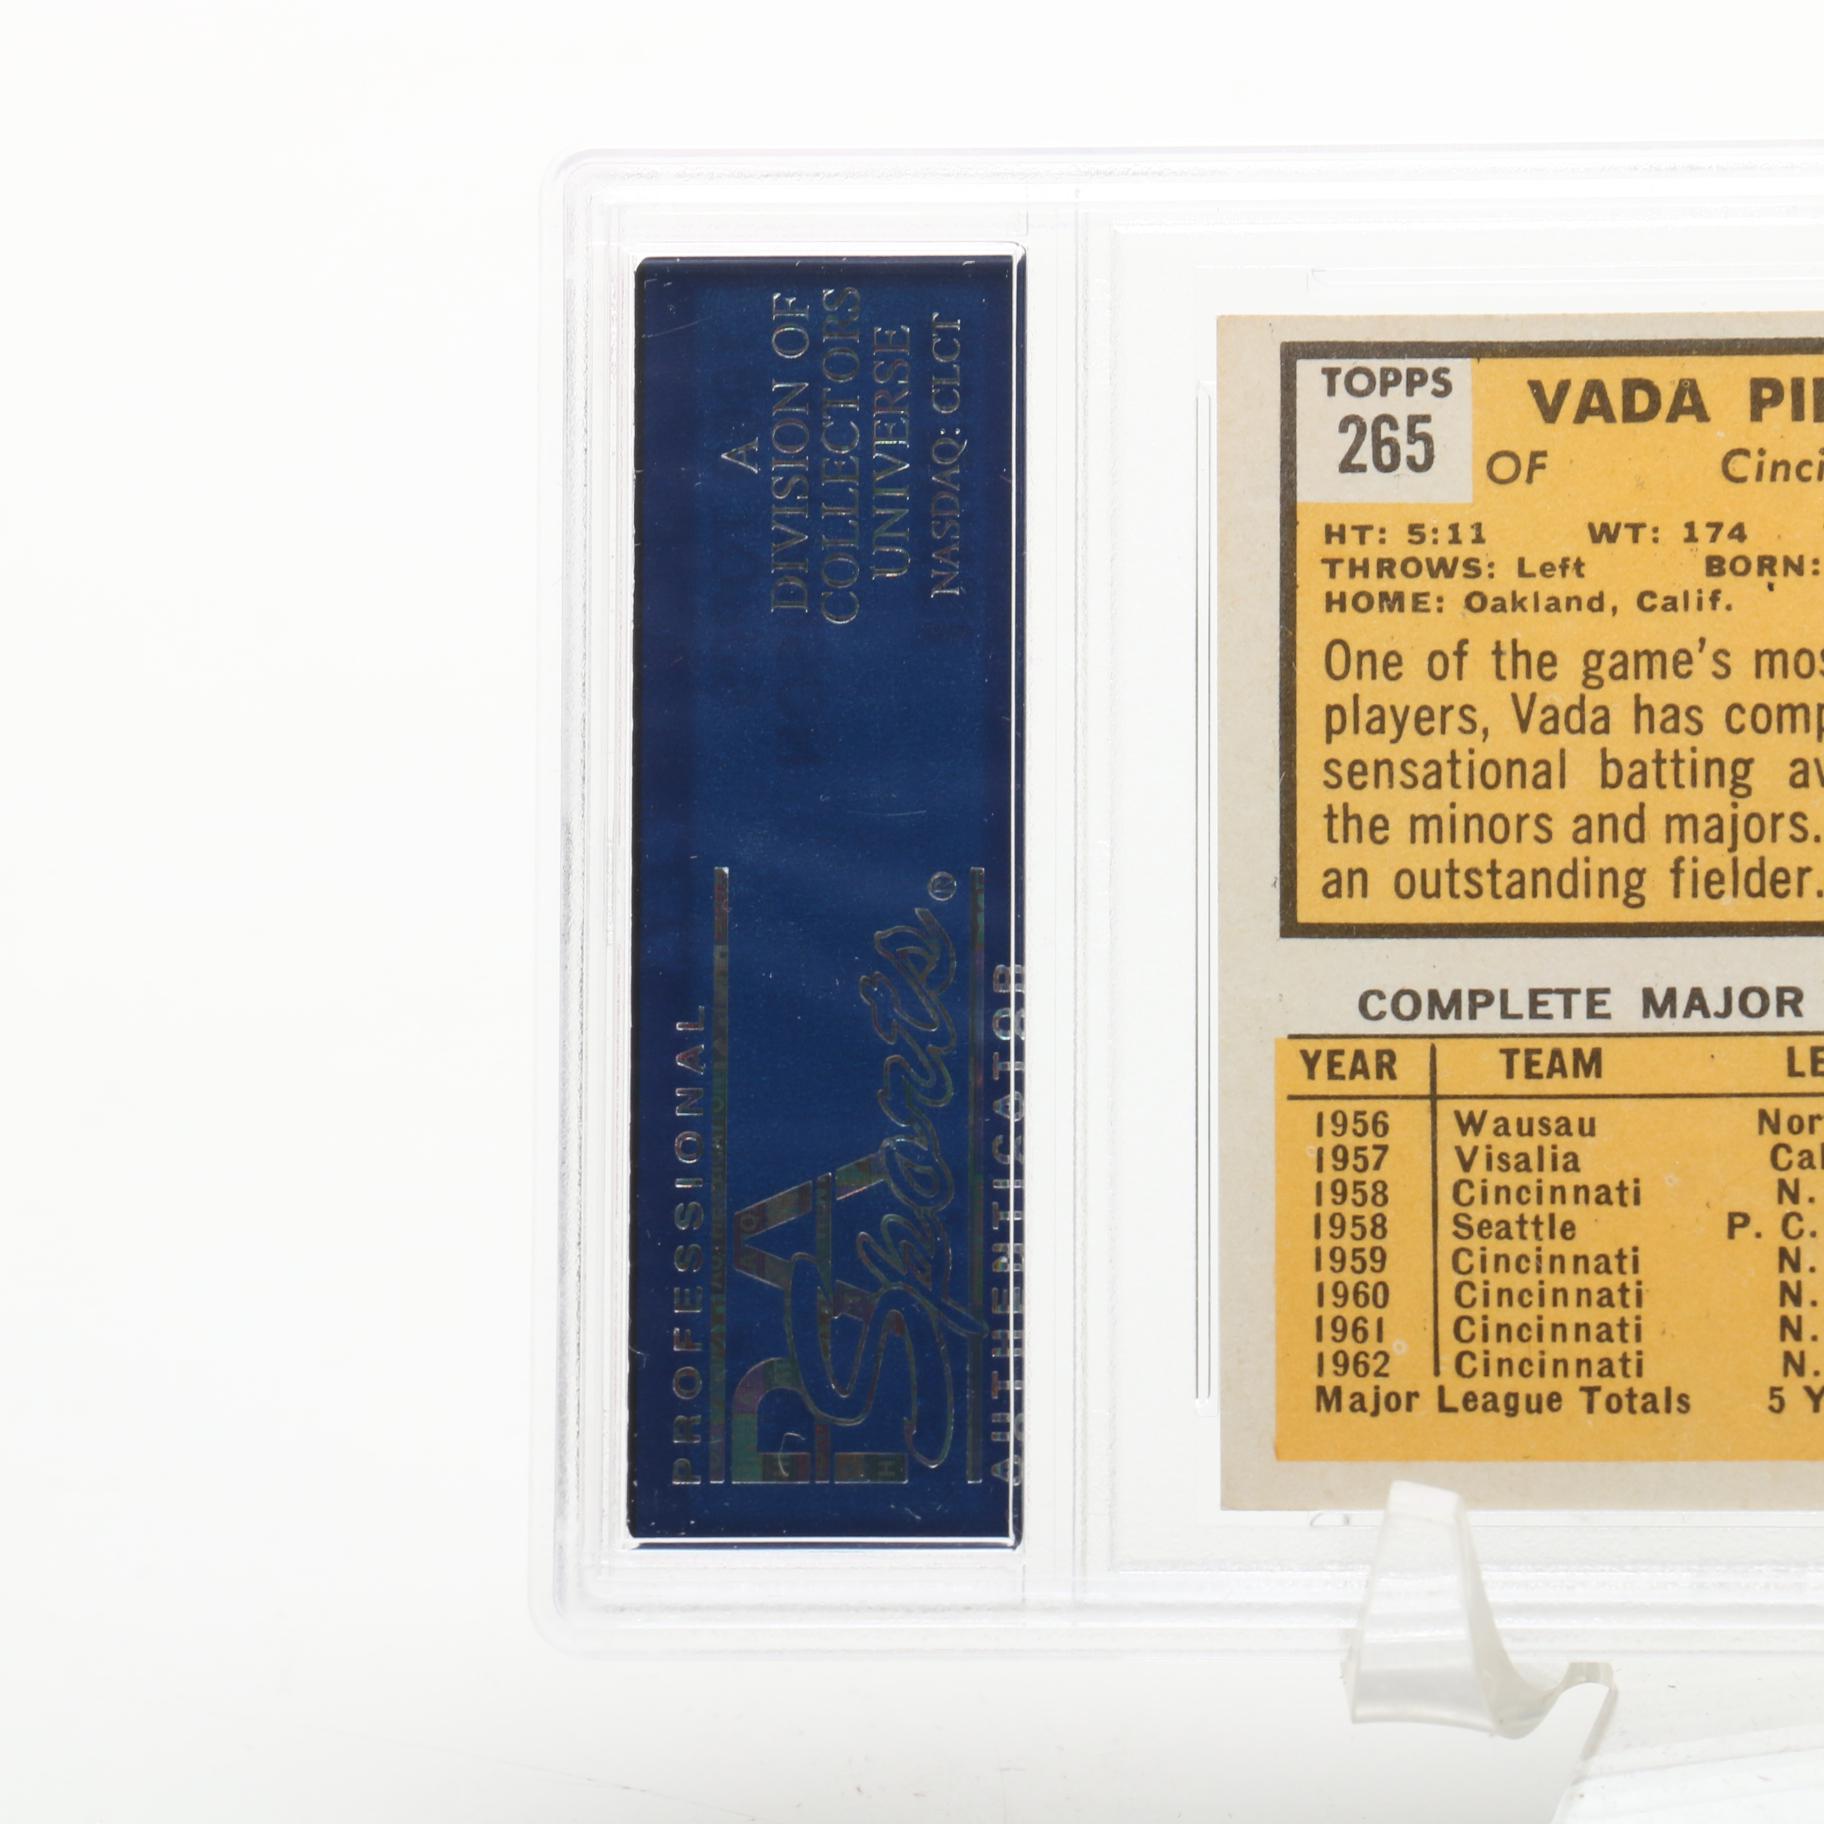 A
DIVISION OF
COLLECTORS
UNIVERSE
NASDAQ: CLCT
PROFESSIONAL
PSA
Sports®
AUTHENTICATOR
TOPPS
265
VADA PI
OF Cinci
HT: 5:11 WT: 174
THROWS: Left BORN:
HOME: Oakland, Calif.
One of the game's mos
players, Vada has comp
sensational batting av
the minors and majors.
an outstanding fielder.
COMPLETE MAJOR
YEAR TEAM LE
1956 Wausau Nor
1957 Visalia Cal
1958 Cincinnati N.
1958 Seattle P. C.
1959 Cincinnati N.
1960 Cincinnati N.
1961 Cincinnati N.
1962 Cincinnati N.
Major League Totals 5 Y